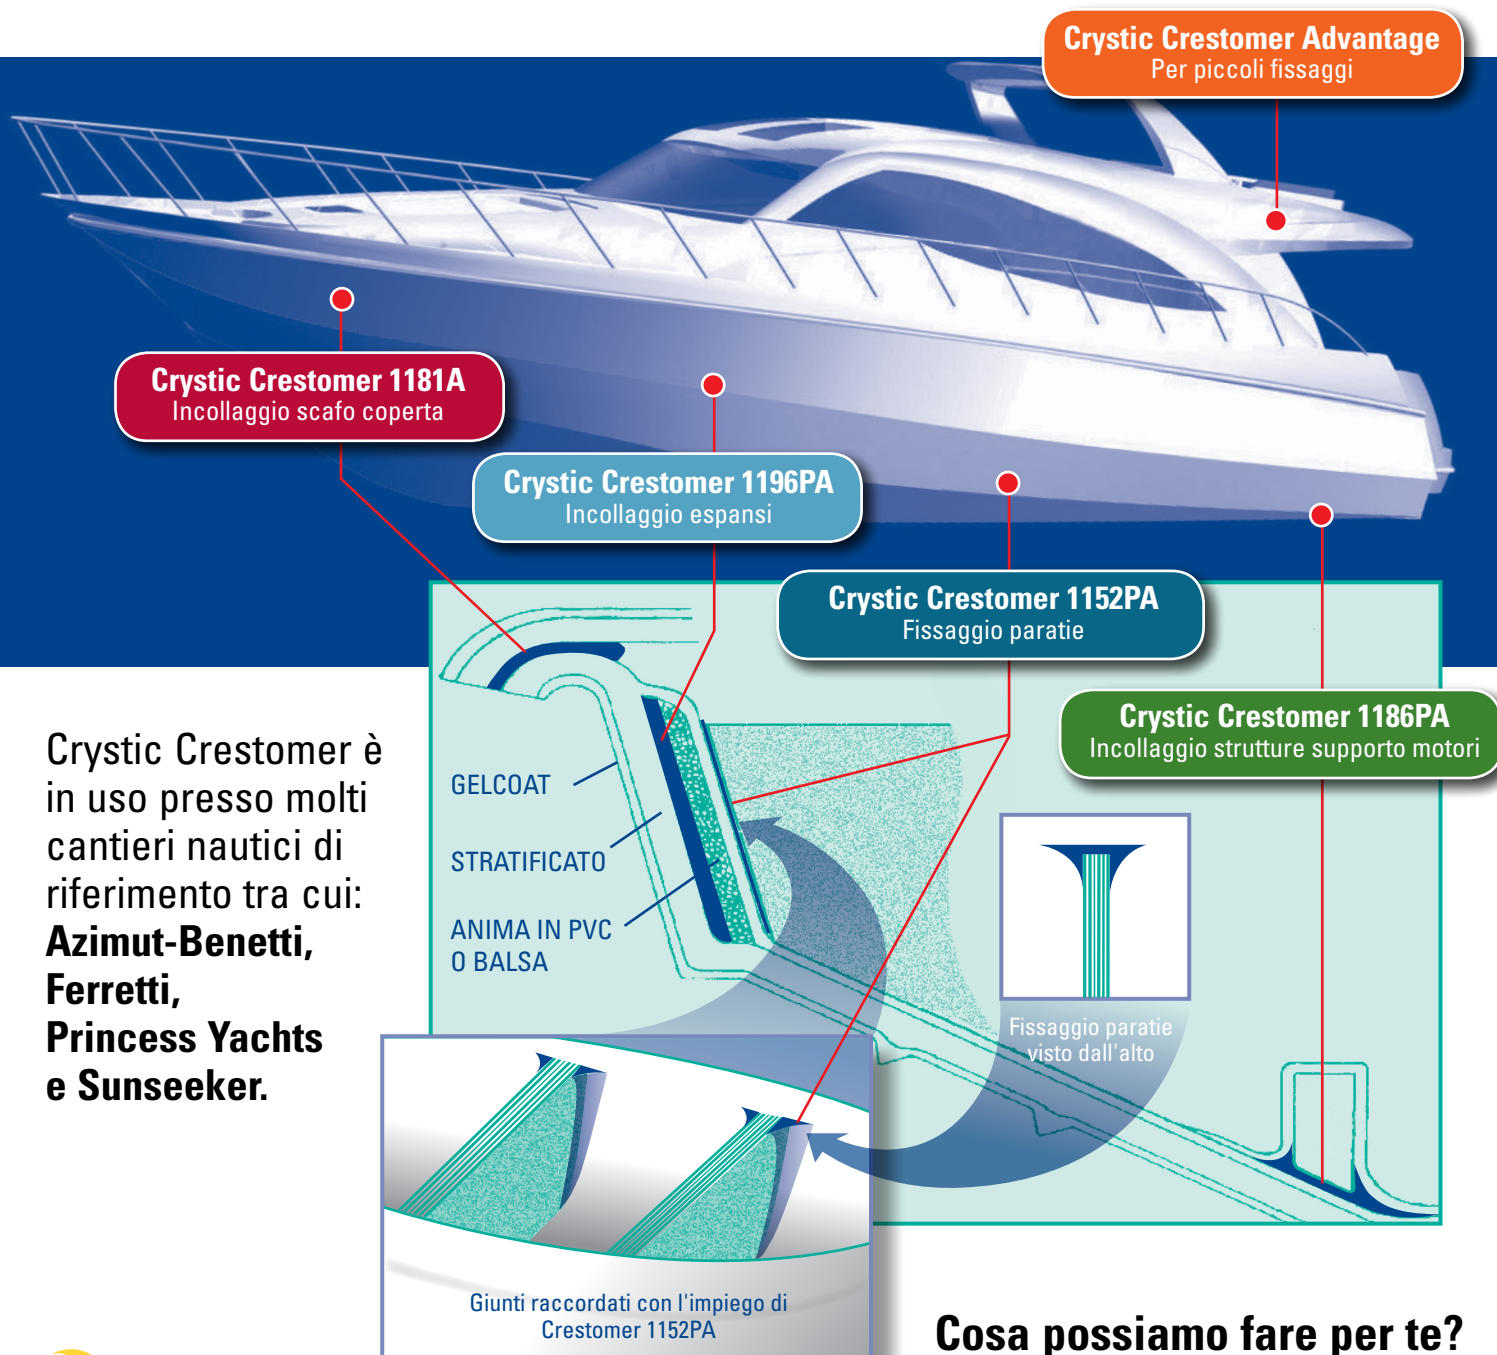 Crystic Crestomer Advantage
Per piccoli fissaggi
Crystic Crestomer 1181A
Incollaggio scafo coperta
Crystic Crestomer 1196PA
Incollaggio espansi
Crystic Crestomer 1152PA
Fissaggio paratie
Crystic Crestomer 1186PA
Incollaggio strutture supporto motori
Crystic Crestomer è
in uso presso molti
cantieri nautici di
riferimento tra cui:
Azimut-Benetti,
Ferretti,
Princess Yachts
e Sunseeker.
GELCOAT
STRATIFICATO
ANIMA IN PVC
O BALSA
Fissaggio paratie
visto dall'alto
Giunti raccordati con l'impiego di
Crestomer 1152PA
Cosa possiamo fare per te?